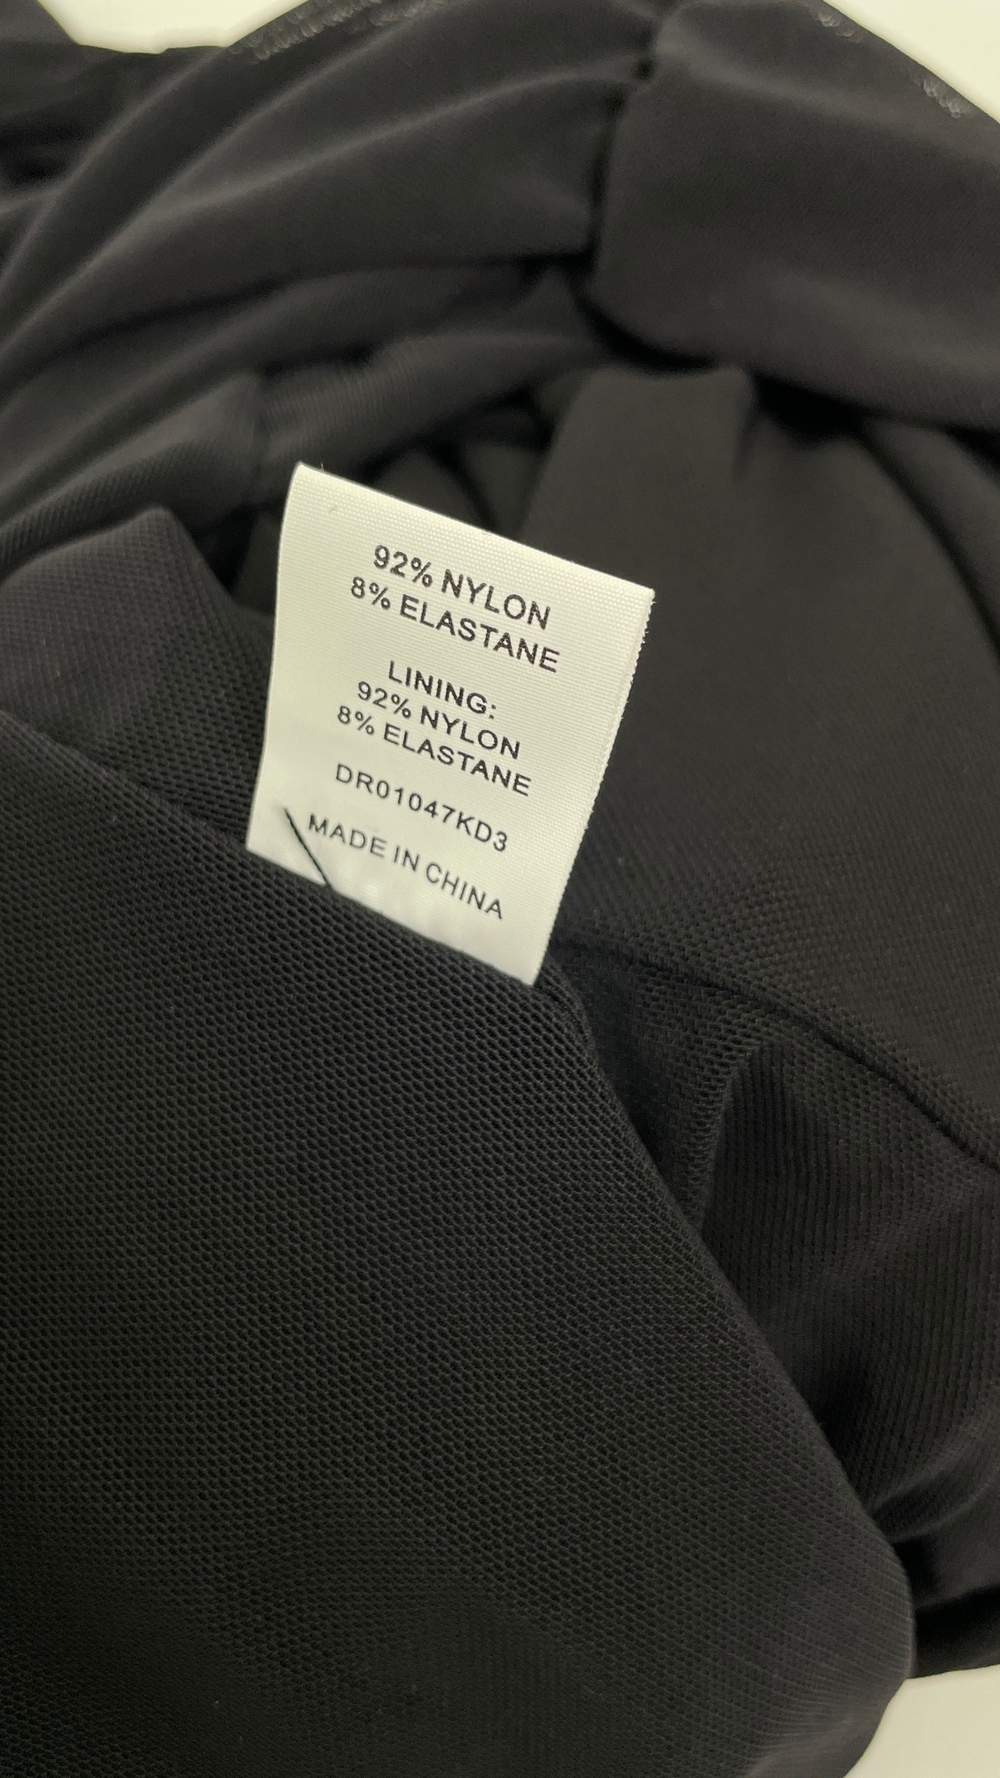 92% NYLON
8% ELASTANE
LINING:
92% NYLON
8% ELASTANE
DR01047KD3
MADE IN CHINA